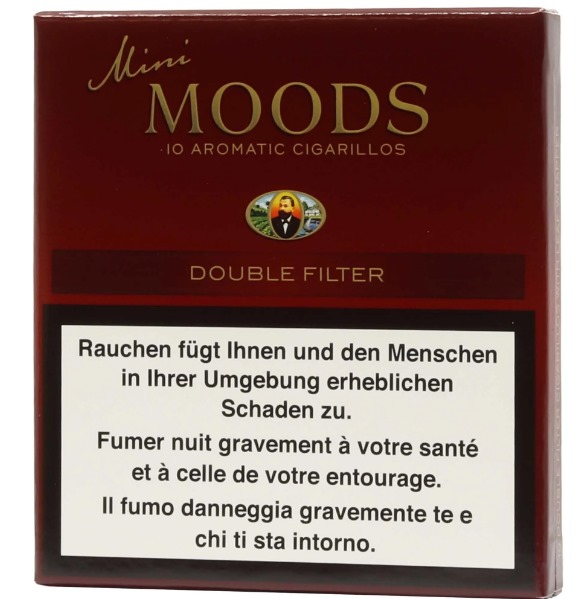 Mini
MOODS
10 AROMATIC CIGARILLOS
DOUBLE FILTER
Rauchen fügt Ihnen und den Menschen
in Ihrer Umgebung erheblichen
Schaden zu.
Fumer nuit gravement à votre santé
et à celle de votre entourage.
Il fumo danneggia gravemente te e
chi ti sta intorno.